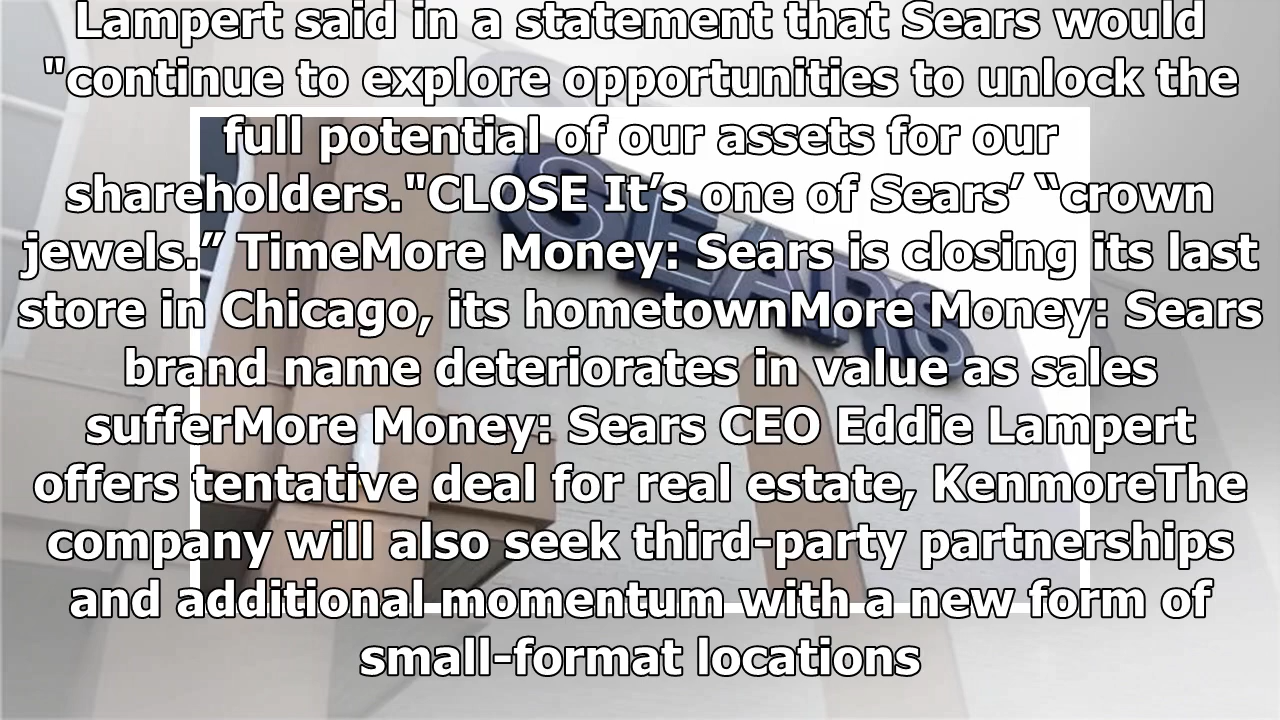 Lampert said in a statement that Sears would
"continue to explore opportunities to unlock the
full potential of our assets for our
shareholders."CLOSE It’s one of Sears’ “crown
jewels.” TimeMore Money: Sears is closing its last
store in Chicago, its hometownMore Money: Sears
brand name deteriorates in value as sales
sufferMore Money: Sears CEO Eddie Lampert
offers tentative deal for real estate, KenmoreThe
company will also seek third-party partnerships
and additional momentum with a new form of
small-format locations
SEARS